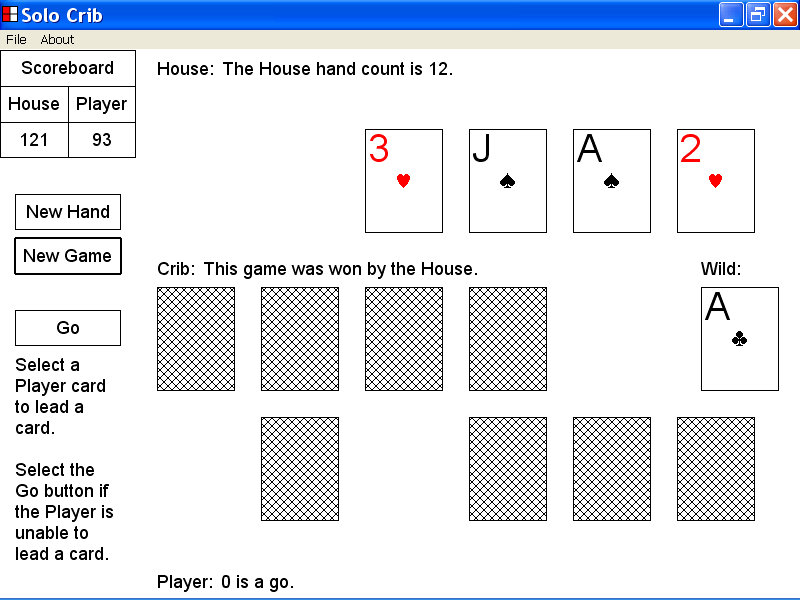 Solo Crib
File About
Scoreboard
House Player
121 93
New Hand
New Game
Go
Select a
Player card
to lead a
card.
Select the
Go button if
the Player is
unable to
lead a card.
House: The House hand count is 12.
3 J A 2
Crib: This game was won by the House.
Wild:
A
Player: 0 is a go.